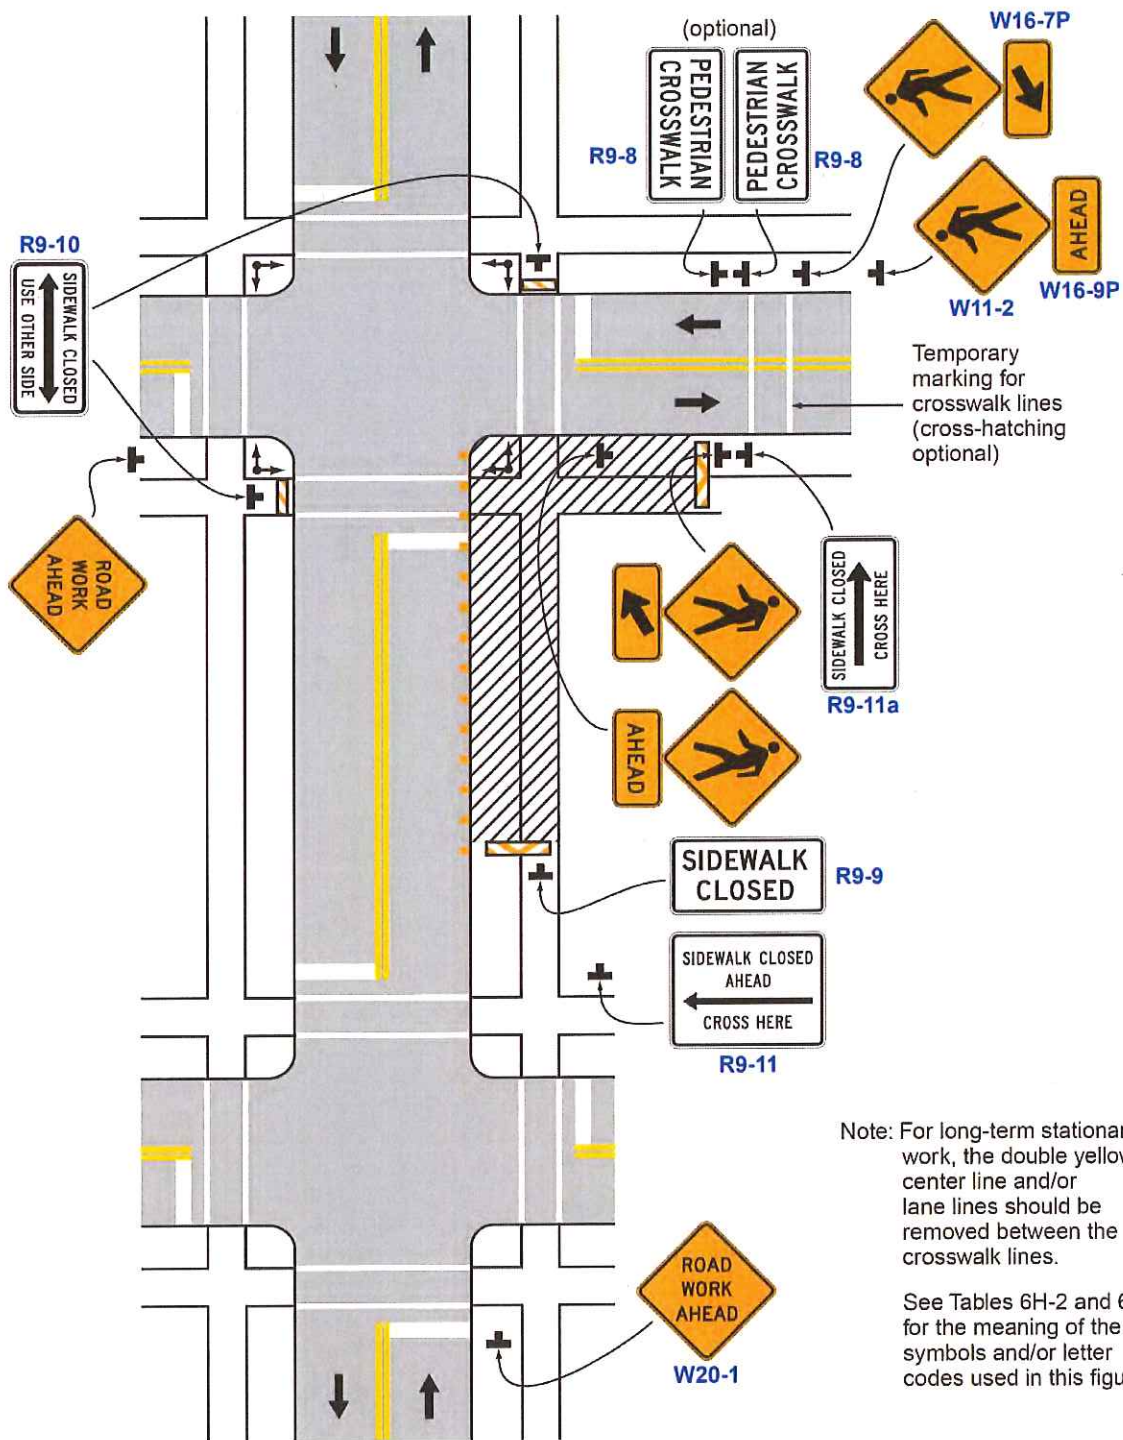 (optional)
PEDESTRIAN
CROSSWALK
PEDESTRIAN
CROSSWALK
R9-8
R9-8
W16-7P
AHEAD
W11-2
W16-9P
R9-10
SIDEWALK CLOSED
USE OTHER SIDE
Temporary
marking for
crosswalk lines
(cross-hatching
optional)
ROAD
WORK
AHEAD
SIDEWALK CLOSED
CROSS HERE
R9-11a
AHEAD
SIDEWALK
CLOSED
R9-9
SIDEWALK CLOSED
AHEAD
CROSS HERE
R9-11
Note: For long-term stationar
work, the double yellow
center line and/or
lane lines should be
removed between the
crosswalk lines.
See Tables 6H-2 and 6
for the meaning of the
symbols and/or letter
codes used in this figu
ROAD
WORK
AHEAD
W20-1